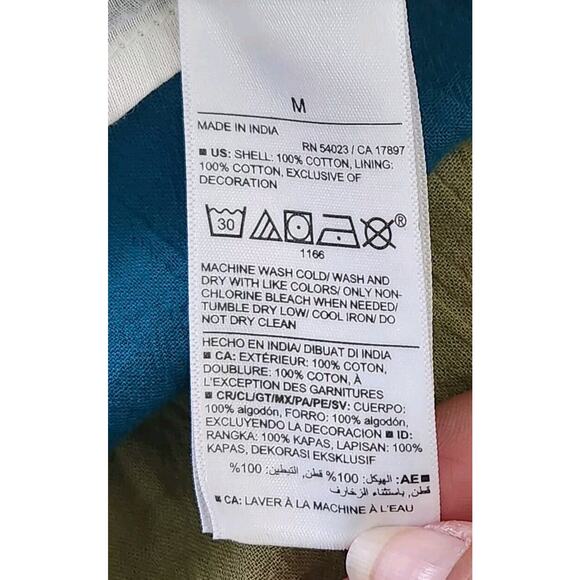 M
MADE IN INDIA
RN 54023 / CA 17897
■ US: SHELL: 100% COTTON, LINING:
100% COTTON, EXCLUSIVE OF
DECORATION
30
®
1166
MACHINE WASH COLD/ WASH AND
DRY WITH LIKE COLORS/ ONLY NON-
CHLORINE BLEACH WHEN NEEDED/
TUMBLE DRY LOW/ COOL IRON/ DO
NOT DRY CLEAN
HECHO EN INDIA/ DIBUAT DI INDIA
■ CA: EXTÉRIEUR: 100% COTON,
DOUBLURE: 100% COTON, À
L'EXCEPTION DES GARNITURES
■ CR/CL/GT/MX/PA/PE/SV: CUERPO:
100% algodón, FORRO: 100% algodón,
EXCLUYENDO LA DECORACION ■ ID:
RANGKA: 100% KAPAS, LAPISAN: 100%
KAPAS, DEKORASI EKSKLUSIF
■AE: الهيكل: 100% قطن, التبطين: 100%
قطن, باستثناء الزخارف
■ CA: LAVER À LA MACHINE À L'EAU